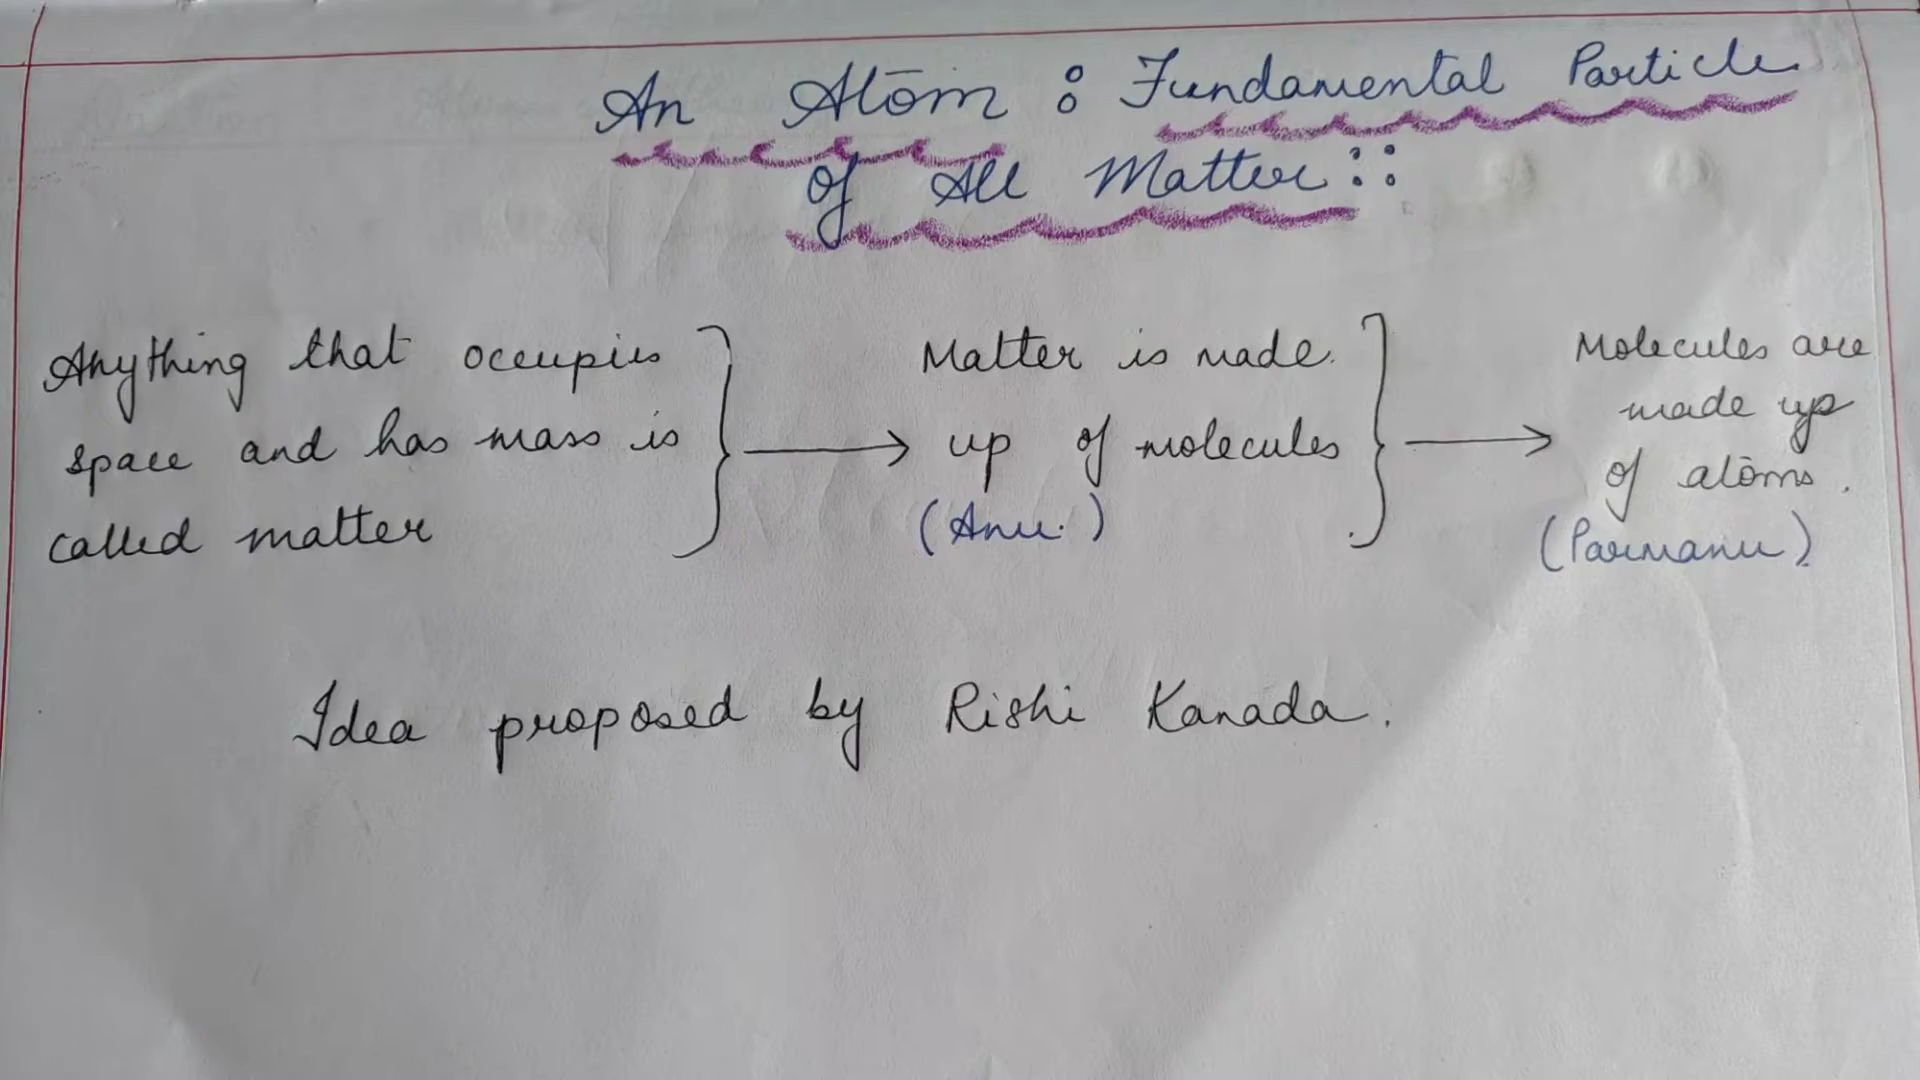 An Atom : Fundamental Particle
of All Matter ::
Anything that occupies
space and has mass is
called matter
Matter is made
up of molecules
(Anu.)
Molecules are
made up
of atoms.
(Parmanu)
Idea proposed by Rishi Kanada.